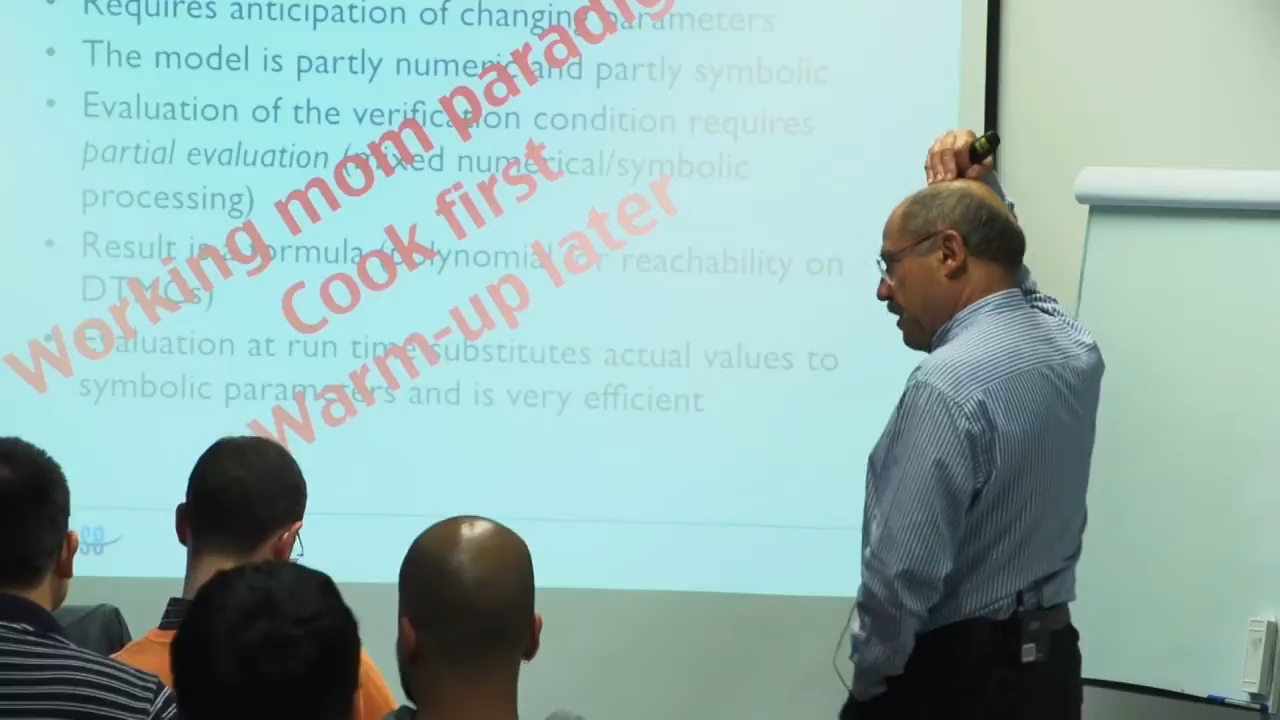 Requires anticipation of changing parameters
The model is partly numeric and partly symbolic
Evaluation of the verification condition requires
partial evaluation (mixed numerical/symbolic
processing)
Result is a formula (polynomial for reachability on
DTMCs)
Evaluation at run time substitutes actual values to
symbolic parameters and is very efficient
Working mom paradig
Cook first
Warm-up later